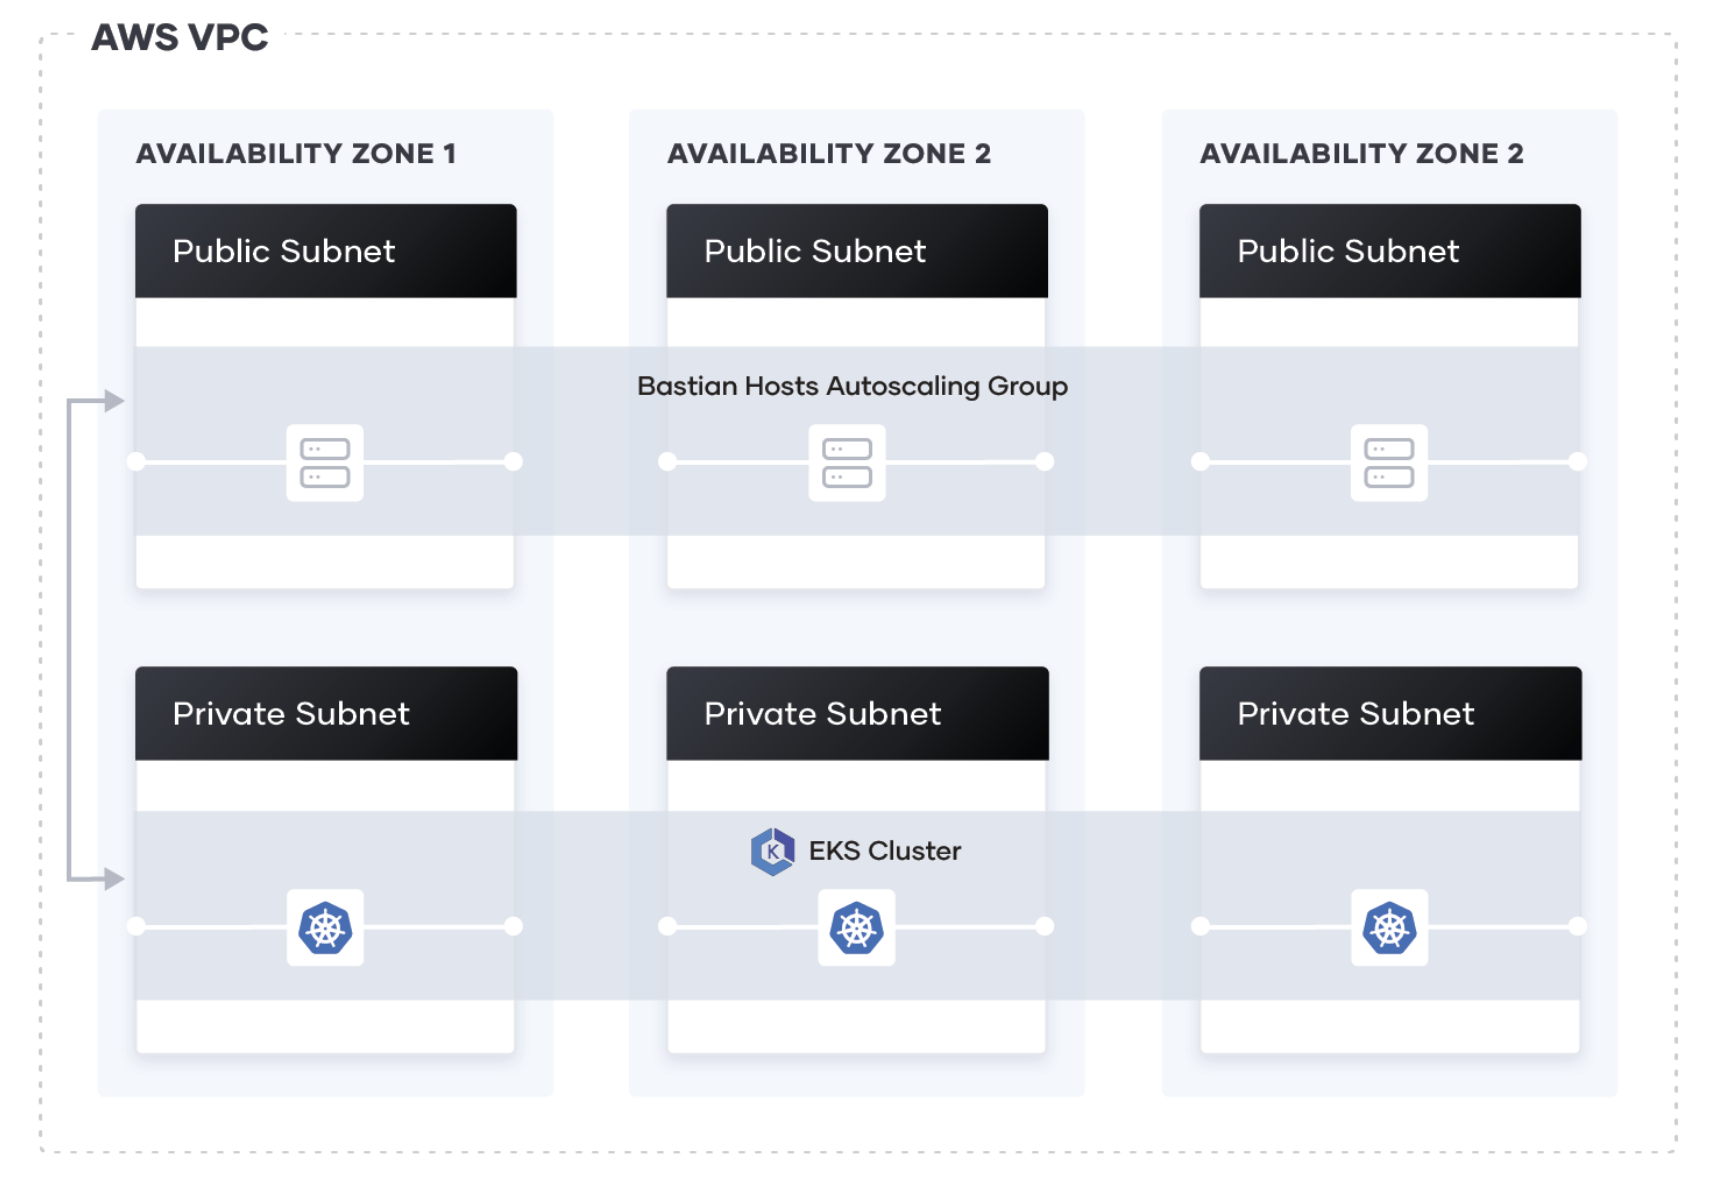 AWS VPC
AVAILABILITY ZONE 1
AVAILABILITY ZONE 2
AVAILABILITY ZONE 2
Public Subnet
Public Subnet
Public Subnet
Bastian Hosts Autoscaling Group
Private Subnet
Private Subnet
Private Subnet
K
EKS Cluster